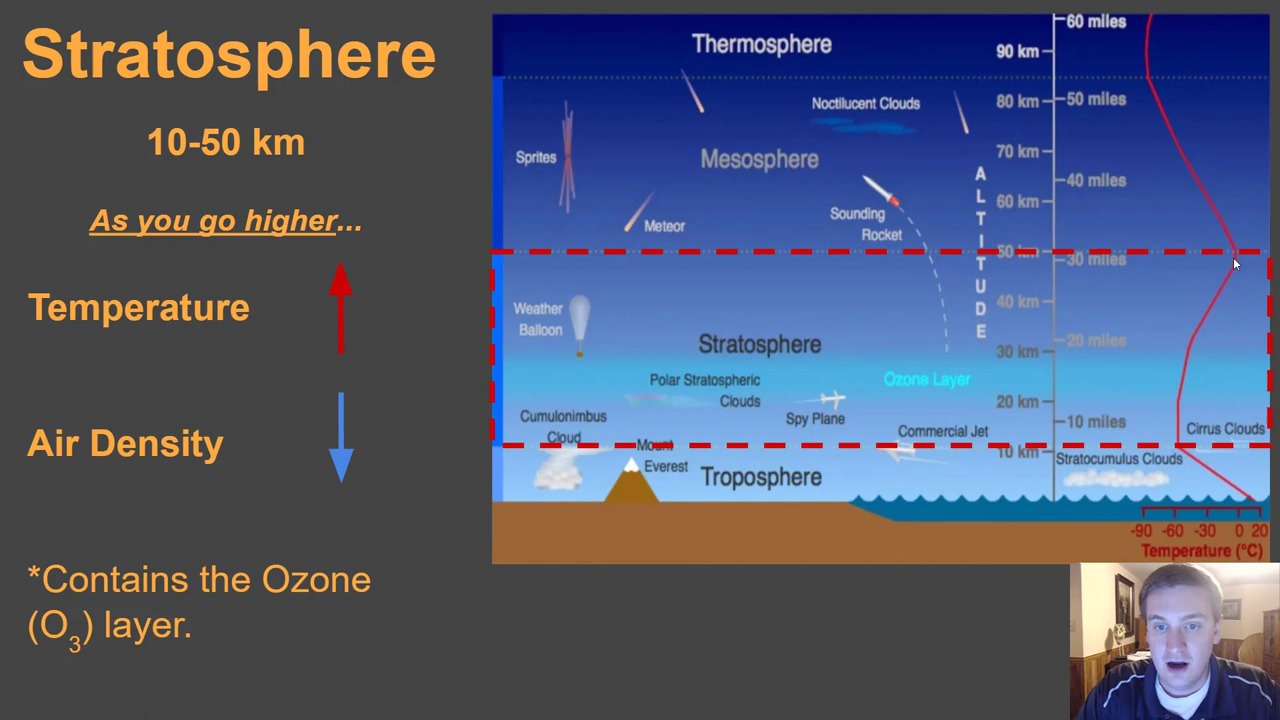 Stratosphere
10-50 km
As you go higher...
Temperature
Air Density
*Contains the Ozone
(O3) layer.
Thermosphere
Noctilucent Clouds
Sprites
Mesosphere
Meteor
Sounding
Rocket
Weather
Balloon
Stratosphere
Ozone Layer
Polar Stratospheric
Clouds
Spy Plane
Cumulonimbus
Cloud
Commercial Jet
Mount
Everest
Troposphere
Cirrus Clouds
Stratocumulus Clouds
ALTITUDE
90 km
80 km
70 km
60 km
50 km
40 km
30 km
20 km
10 km
60 miles
50 miles
40 miles
30 miles
20 miles
10 miles
-90 -60 -30 0 20
Temperature (°C)